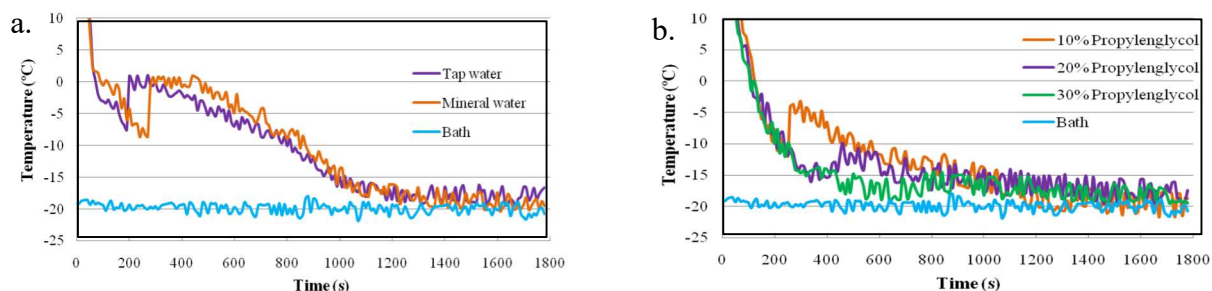 a.
10
5
0
-5
-10
-15
-20
-25
Temperature (ºC)
Tap water
Mineral water
Bath
0 200 400 600 800 1000 1200 1400 1600 1800
Time (s)
b.
10
5
0
-5
-10
-15
-20
-25
Temperature (ºC)
10% Propylenglycol
20% Propylenglycol
30% Propylenglycol
Bath
0 200 400 600 800 1000 1200 1400 1600 1800
Time (s)